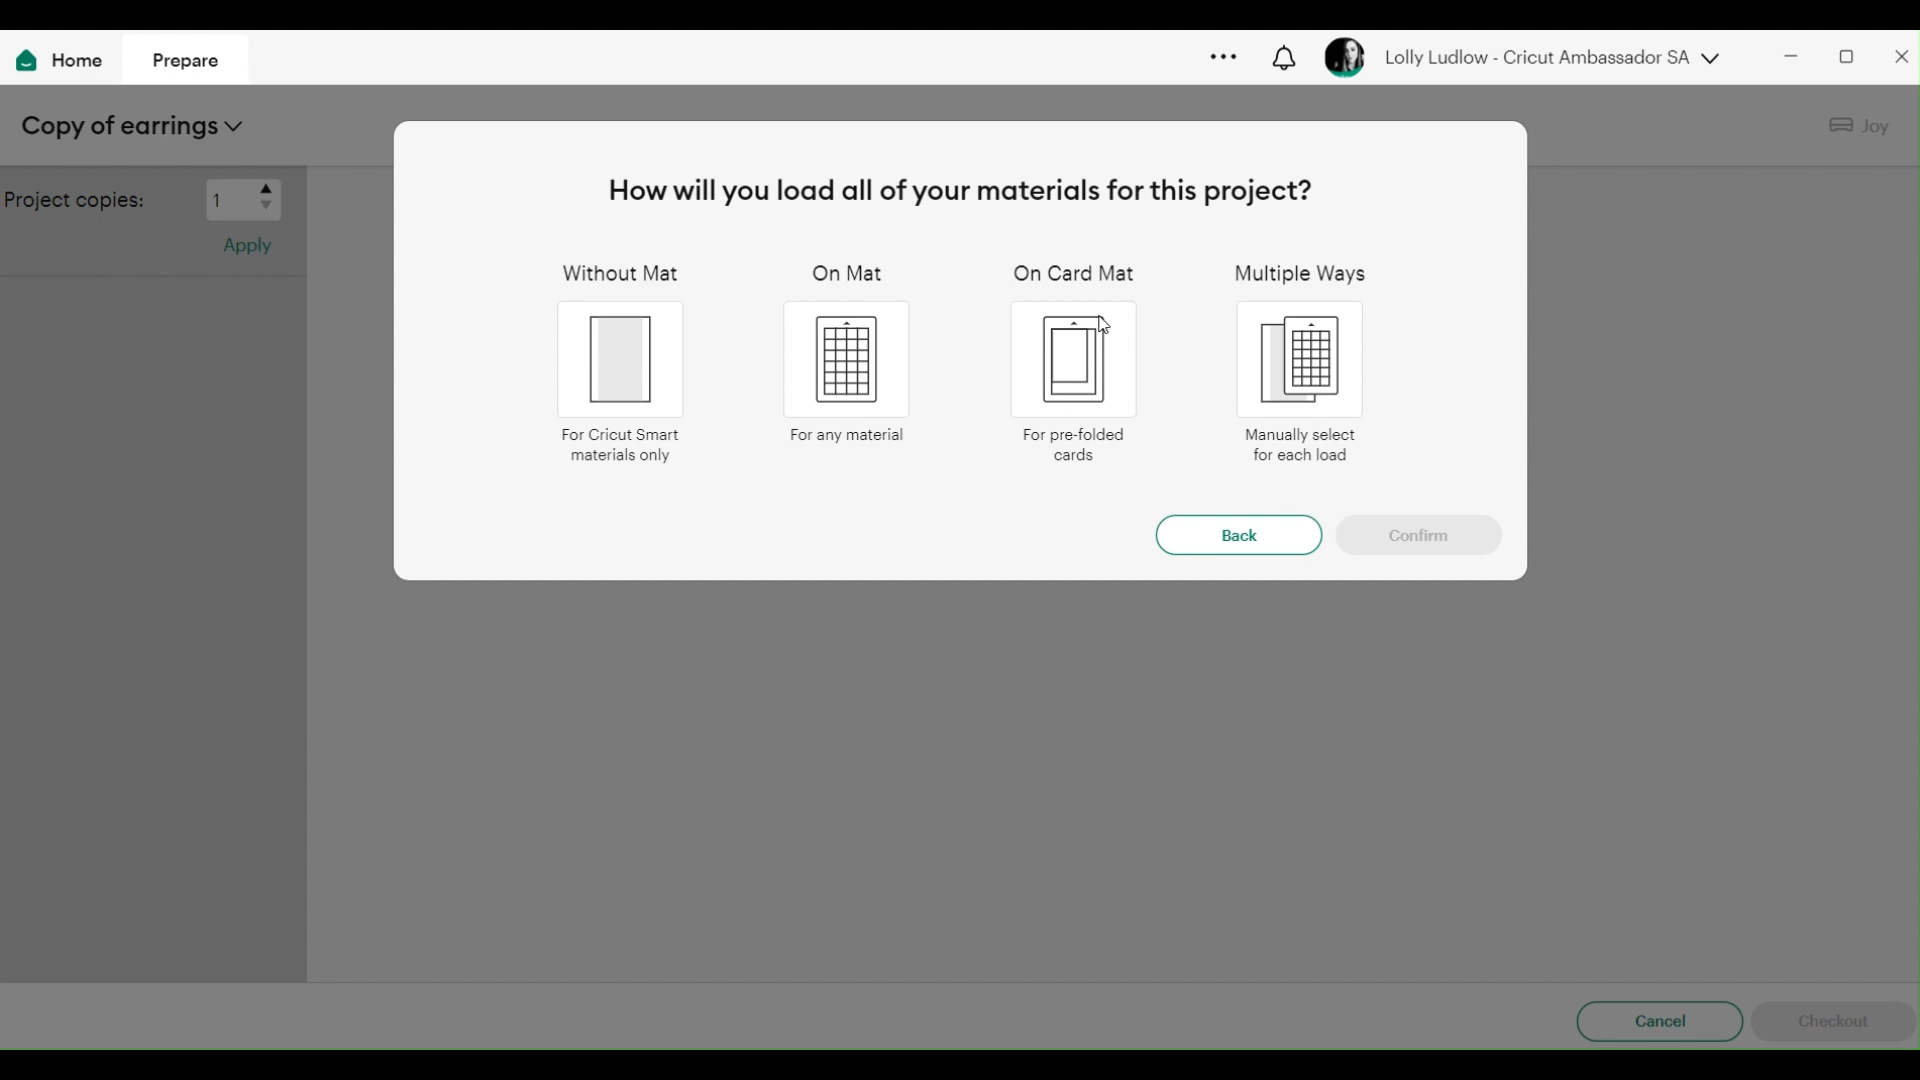 Home
Prepare
Lolly Ludlow - Cricut Ambassador SA
Copy of earrings
Joy
Project copies:
1
Apply
How will you load all of your materials for this project?
Without Mat
On Mat
On Card Mat
Multiple Ways
For Cricut Smart
materials only
For any material
For pre-folded
cards
Manually select
for each load
Back
Confirm
Cancel
Checkout